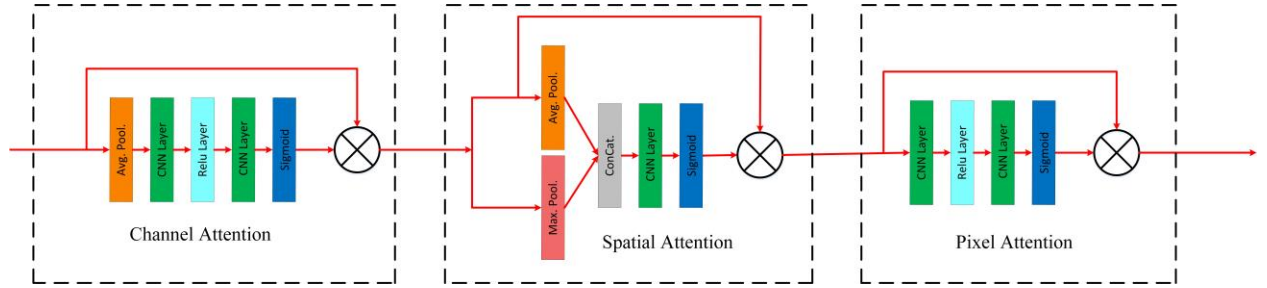 Avg. Pool.
CNN Layer
Relu Layer
CNN Layer
Sigmoid
Channel Attention
Avg. Pool.
Max. Pool.
ConCat.
CNN Layer
Sigmoid
Spatial Attention
CNN Layer
Relu Layer
CNN Layer
Sigmoid
Pixel Attention